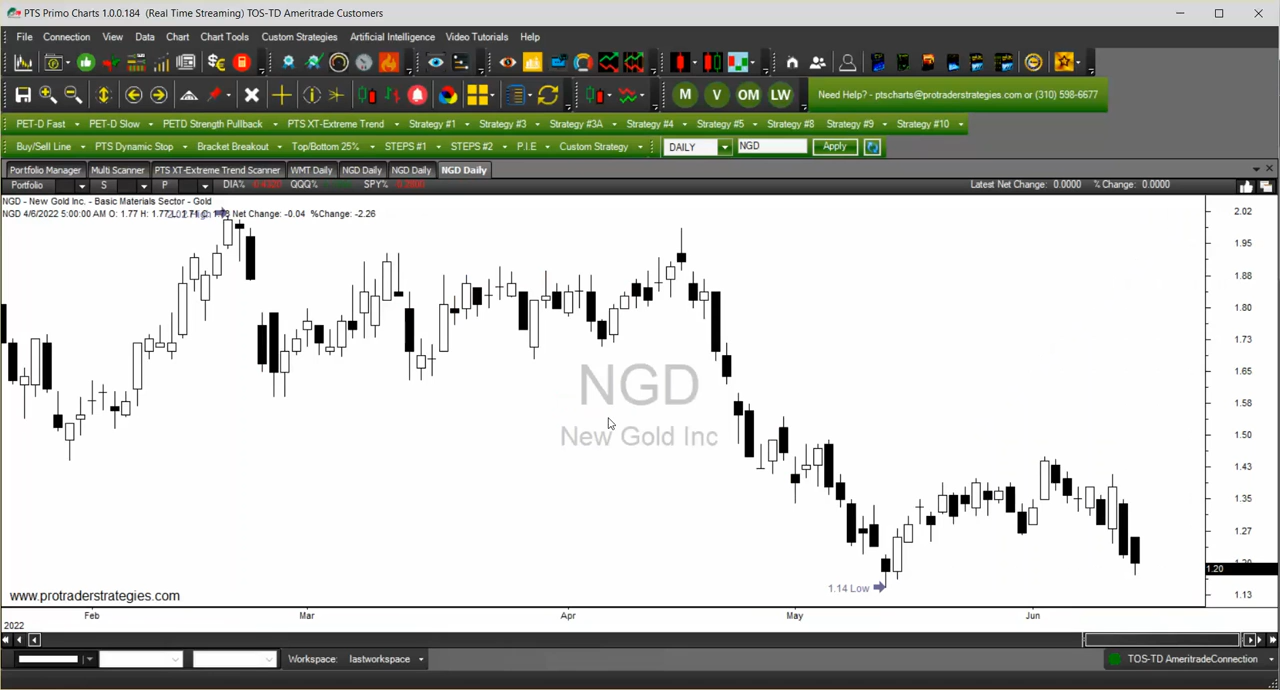 PTS Primo Charts 1.0.0.184 (Real Time Streaming) TOS-TD Ameritrade Customers
File Connection View Data Chart Chart Tools Custom Strategies Artificial Intelligence Video Tutorials Help
M V OM LW Need Help? - ptscharts@protraderstrategies.com or (310) 598-6677
PET-D Fast PET-D Slow PETD Strength Pullback PTS XT-Extreme Trend Strategy #1 Strategy #3 Strategy #3A Strategy #4 Strategy #5 Strategy #8 Strategy #9 Strategy #10
Buy/Sell Line PTS Dynamic Stop Bracket Breakout Top/Bottom 25% STEPS #1 STEPS #2 P.I.E Custom Strategy DAILY NGD Apply
Portfolio Manager Multi Scanner PTS XT-Extreme Trend Scanner WMT Daily NGD Daily NGD Daily NGD Daily
Portfolio S P DIA% QQQ% SPY% Latest Net Change: 0.0000 % Change: 0.0000
NGD - New Gold Inc. - Basic Materials Sector - Gold
NGD 4/6/2022 5:00:00 AM O: 1.77 H: 1.77 L: 1.71 C: Net Change: -0.04 %Change: -2.26
2.02
1.95
1.88
1.80
1.73
1.65
1.58
1.50
1.43
1.35
1.27
1.20
1.13
NGD
New Gold Inc
1.14 Low
www.protraderstrategies.com
Feb Mar Apr May Jun
2022
Workspace: lastworkspace TOS-TD AmeritradeConnection